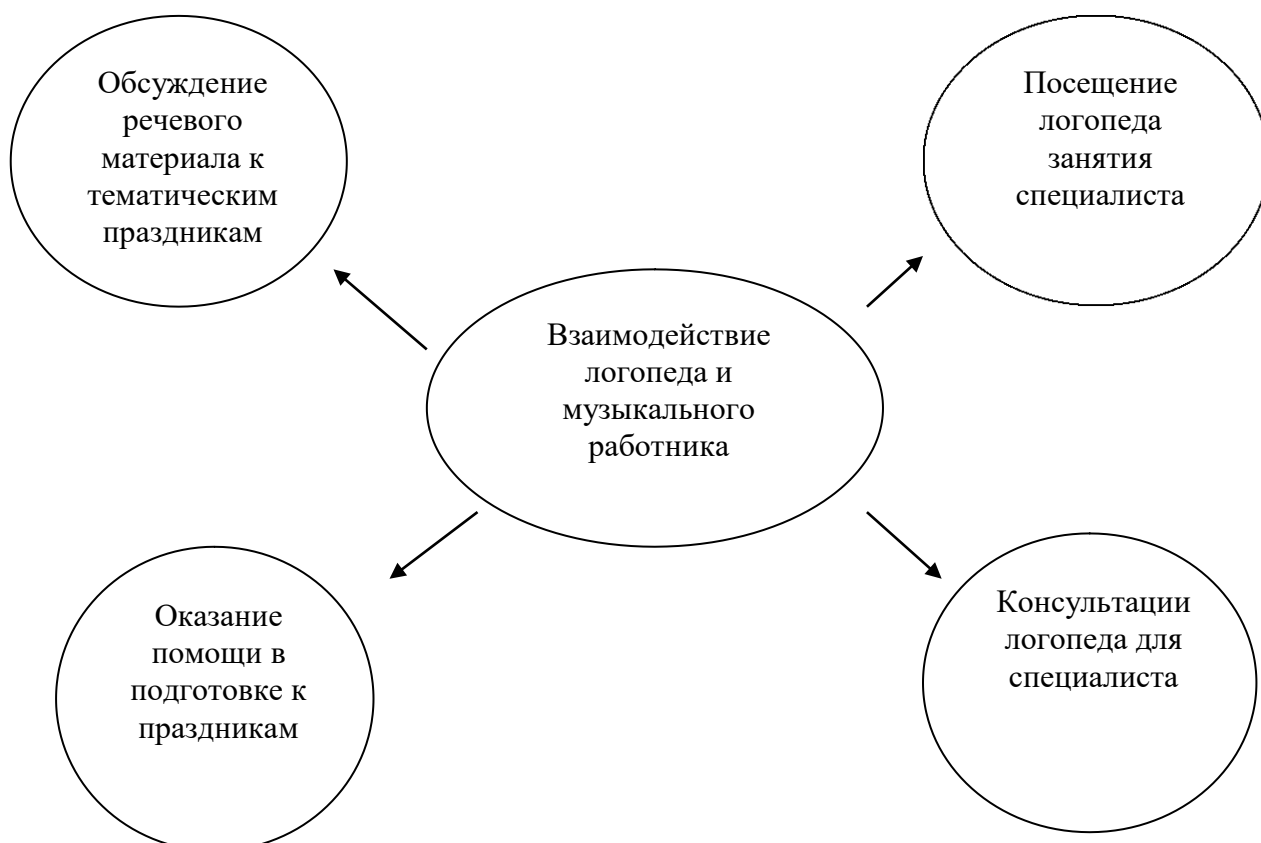 Обсуждение
речевого
материала к
тематическим
праздникам
Посещение
логопеда
занятия
специалиста
Взаимодействие
логопеда и
музыкального
работника
Оказание
помощи в
подготовке к
праздникам
Консультации
логопеда для
специалиста